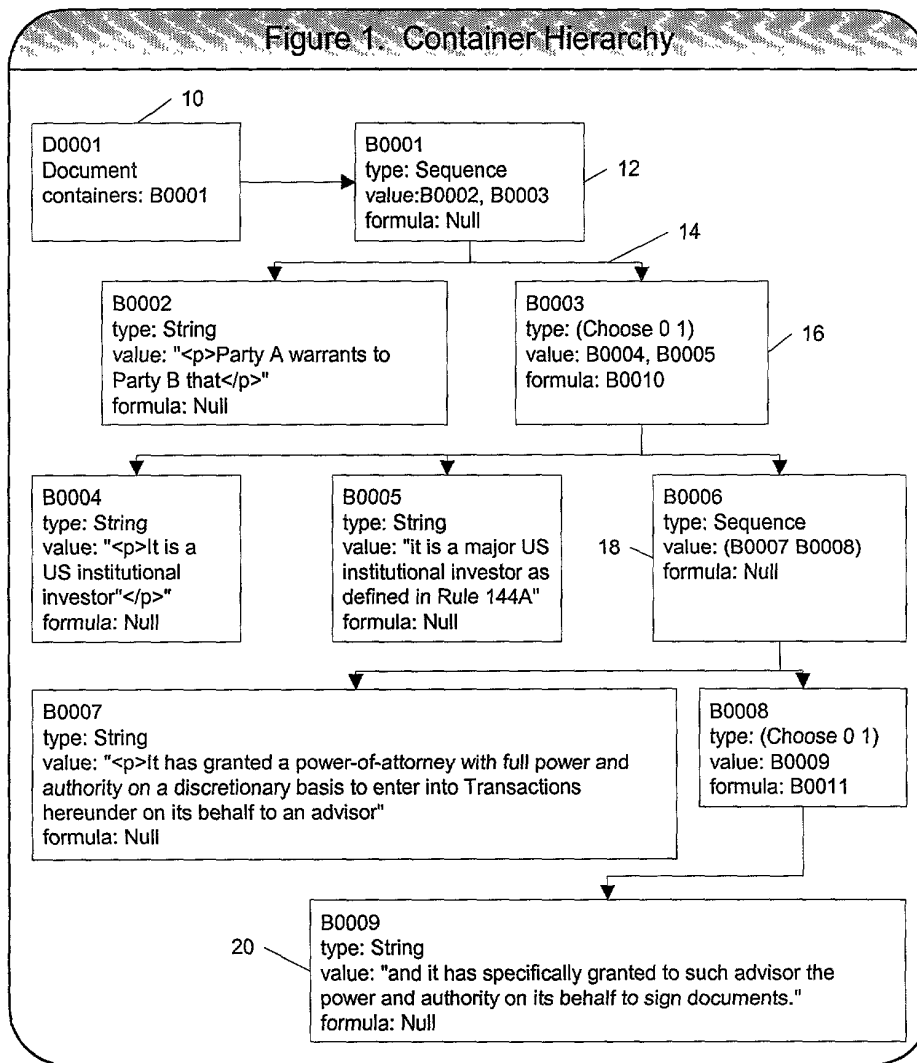 Figure 1. Container Hierarchy
10
D0001
Document
containers: B0001
B0001
type: Sequence
value:B0002, B0003
formula: Null
12
14
B0002
type: String
value: "<p>Party A warrants to
Party B that</p>"
formula: Null
B0003
type: (Choose 0 1)
value: B0004, B0005
formula: B0010
16
B0004
type: String
value: "<p>It is a
US institutional
investor"</p>"
formula: Null
B0005
type: String
value: "it is a major US
institutional investor as
defined in Rule 144A"
formula: Null
18
B0006
type: Sequence
value: (B0007 B0008)
formula: Null
B0007
type: String
value: "<p>It has granted a power-of-attorney with full power and
authority on a discretionary basis to enter into Transactions
hereunder on its behalf to an advisor"
formula: Null
B0008
type: (Choose 0 1)
value: B0009
formula: B0011
20
B0009
type: String
value: "and it has specifically granted to such advisor the
power and authority on its behalf to sign documents."
formula: Null